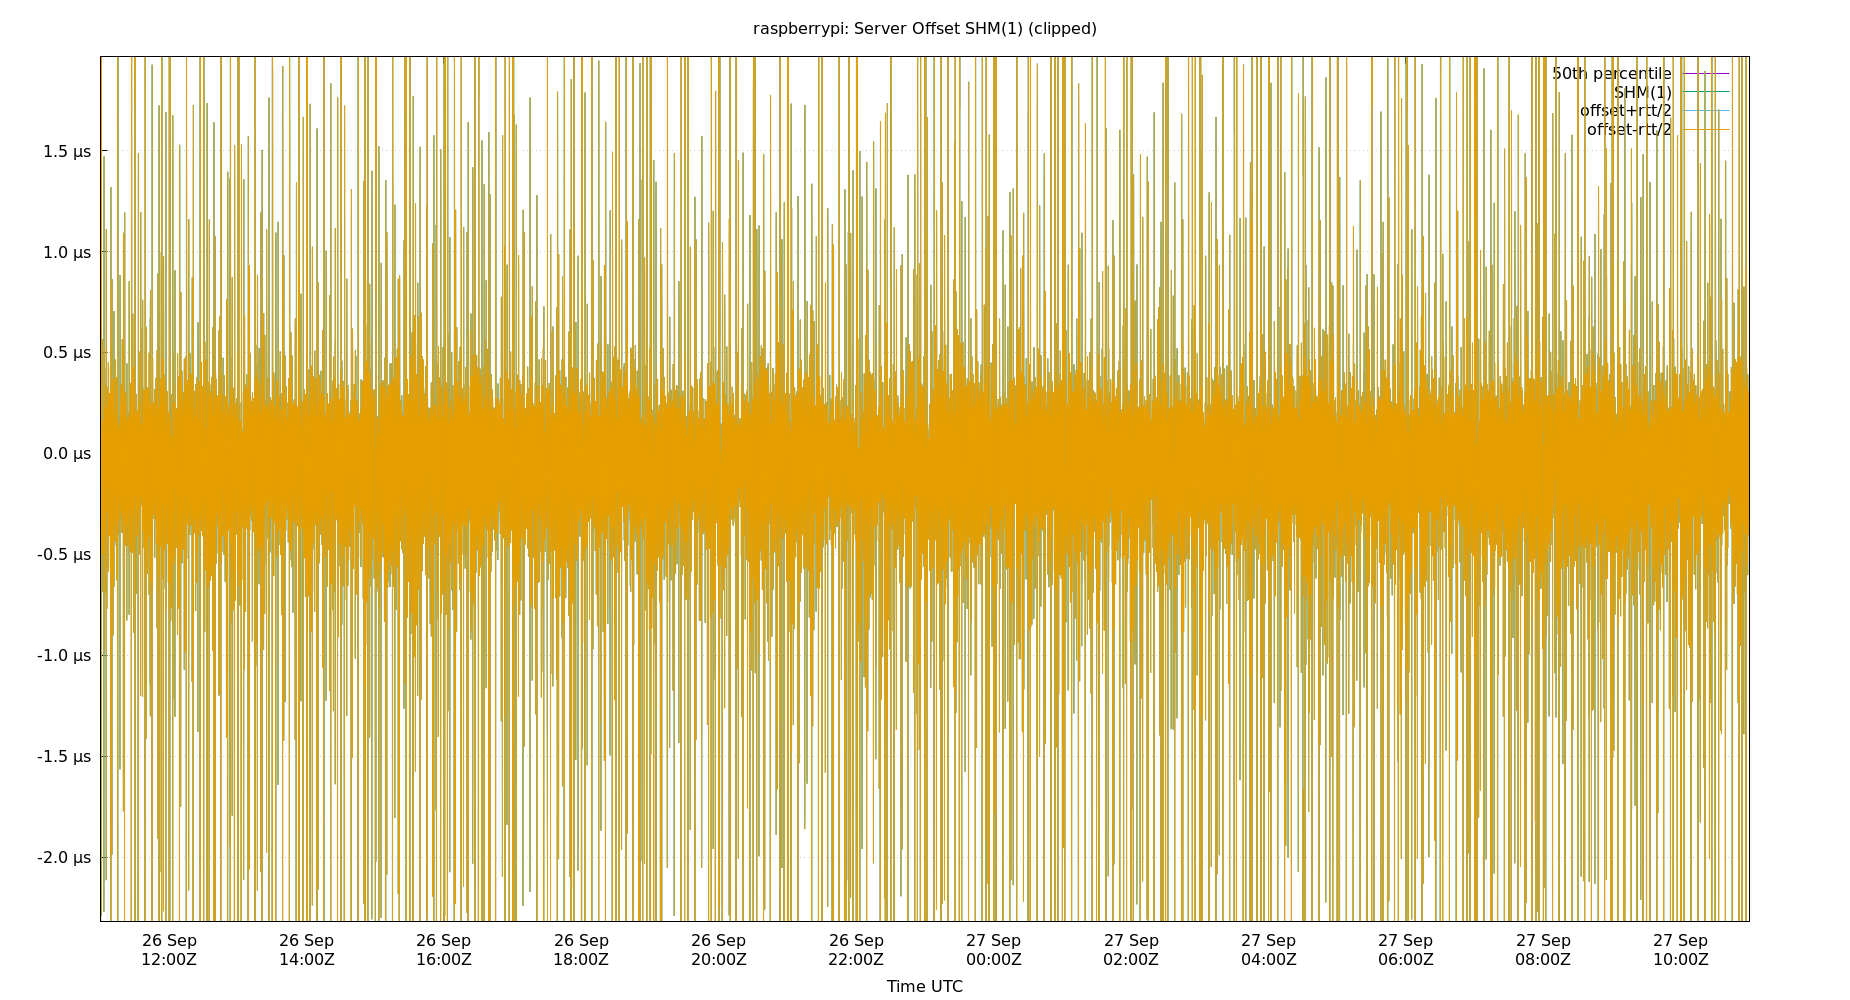 raspberrypi: Server Offset SHM(1) (clipped)
50th percentile
SHM(1)
offset+rtt/2
offset-rtt/2
1.5 µs
1.0 µs
0.5 µs
0.0 µs
-0.5 µs
-1.0 µs
-1.5 µs
-2.0 µs
26 Sep 26 Sep 26 Sep 26 Sep 26 Sep 26 Sep 27 Sep 27 Sep 27 Sep 27 Sep 27 Sep 27 Sep
12:00Z 14:00Z 16:00Z 18:00Z 20:00Z 22:00Z 00:00Z 02:00Z 04:00Z 06:00Z 08:00Z 10:00Z
Time UTC